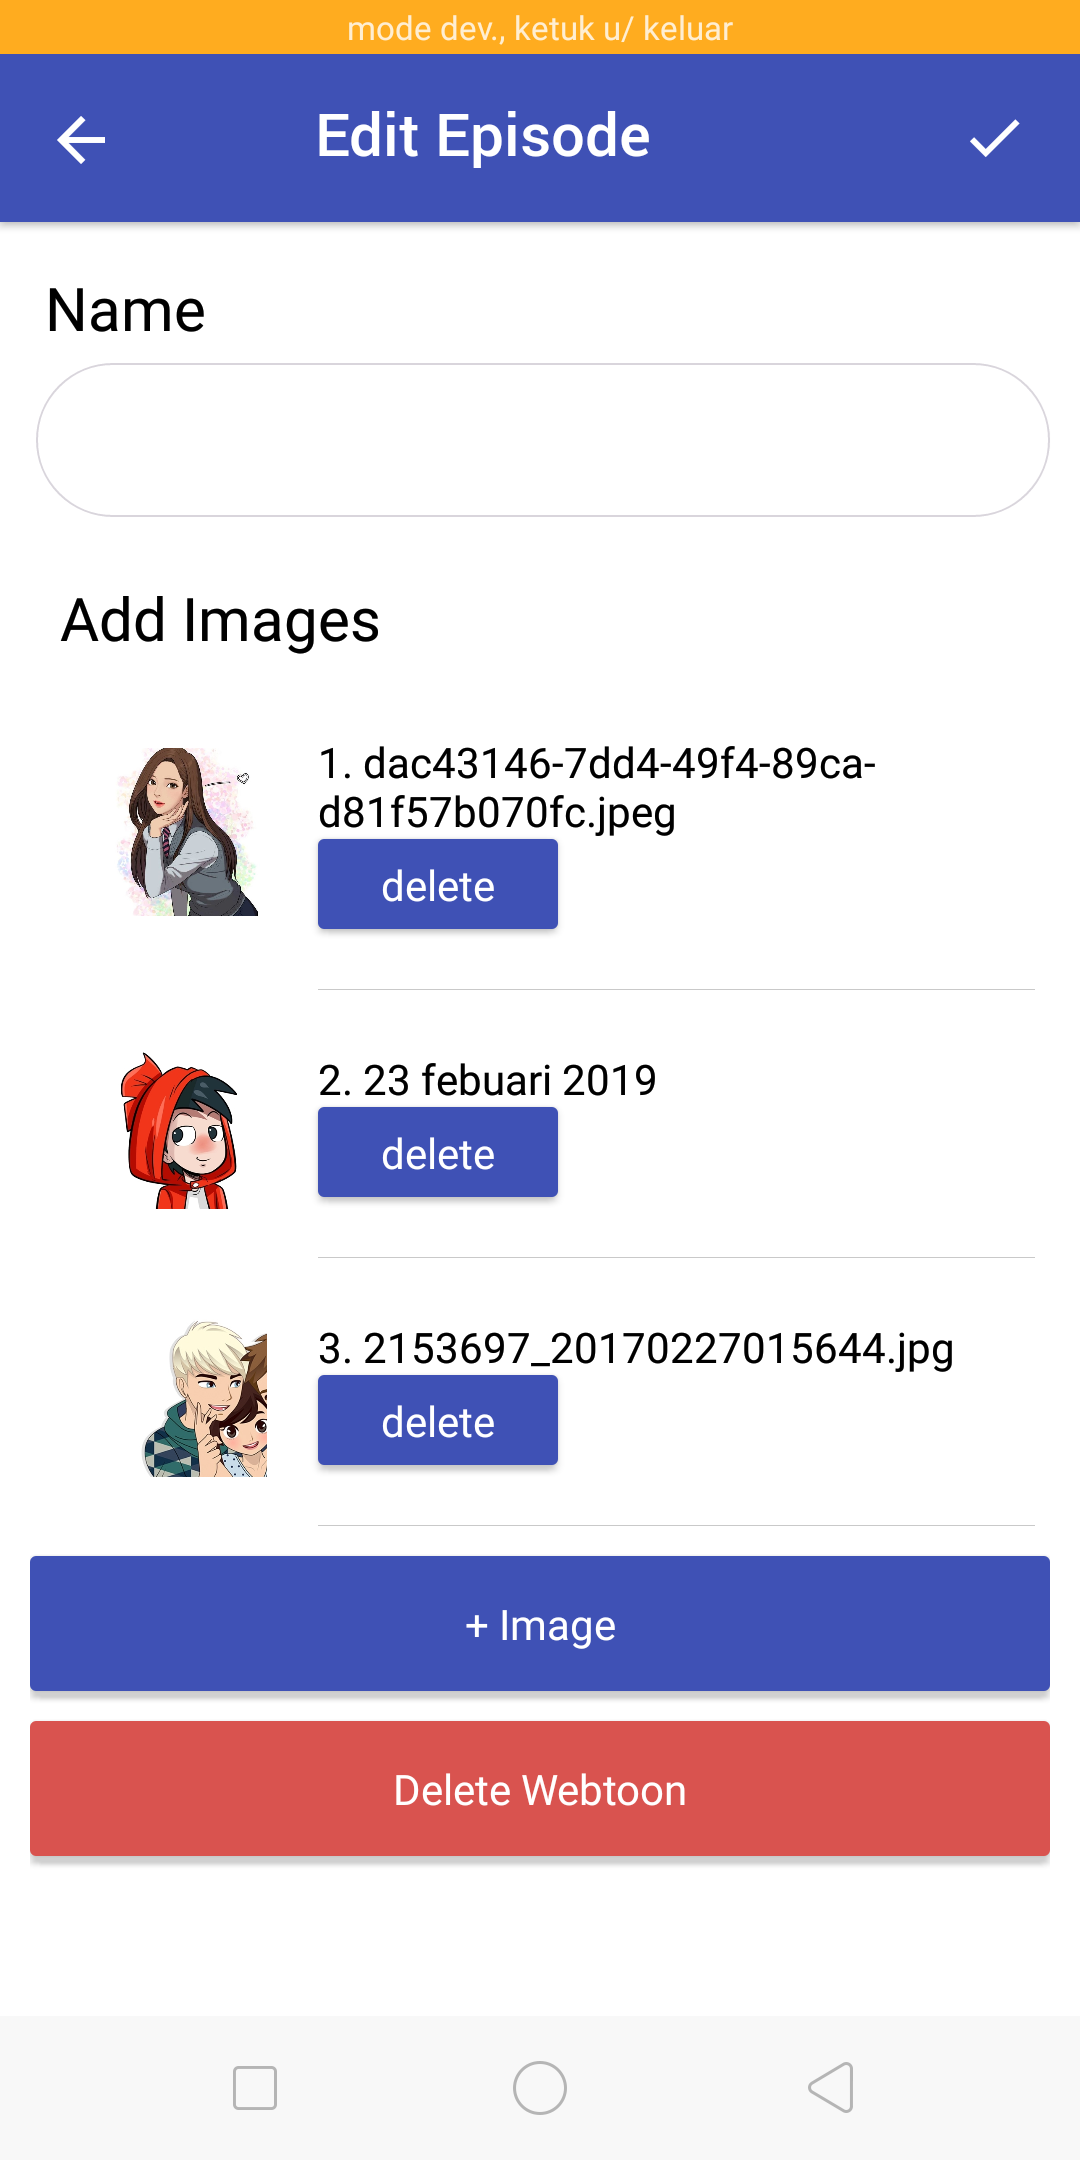 mode dev., ketuk u/ keluar
Edit Episode
Name
Add Images
1. dac43146-7dd4-49f4-89ca-
d81f57b070fc.jpeg
delete
2. 23 febuari 2019
delete
3. 2153697_20170227015644.jpg
delete
+ Image
Delete Webtoon